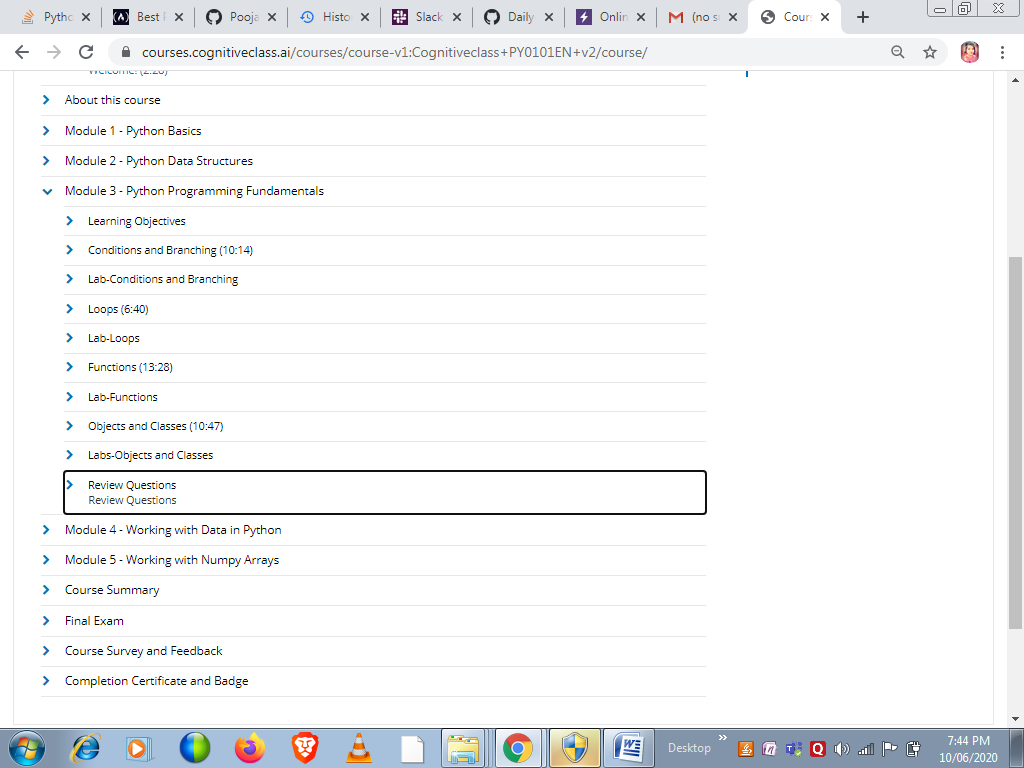 Pytho
Best
Pooja
Histo
Slack
Daily
Onlin
(no su
Cours
courses.cognitiveclass.ai/courses/course-v1:Cognitiveclass+PY0101EN+v2/course/
Welcome! (2:28)
About this course
Module 1 - Python Basics
Module 2 - Python Data Structures
Module 3 - Python Programming Fundamentals
Learning Objectives
Conditions and Branching (10:14)
Lab-Conditions and Branching
Loops (6:40)
Lab-Loops
Functions (13:28)
Lab-Functions
Objects and Classes (10:47)
Labs-Objects and Classes
Review Questions
Review Questions
Module 4 - Working with Data in Python
Module 5 - Working with Numpy Arrays
Course Summary
Final Exam
Course Survey and Feedback
Completion Certificate and Badge
Desktop
7:44 PM
10/06/2020